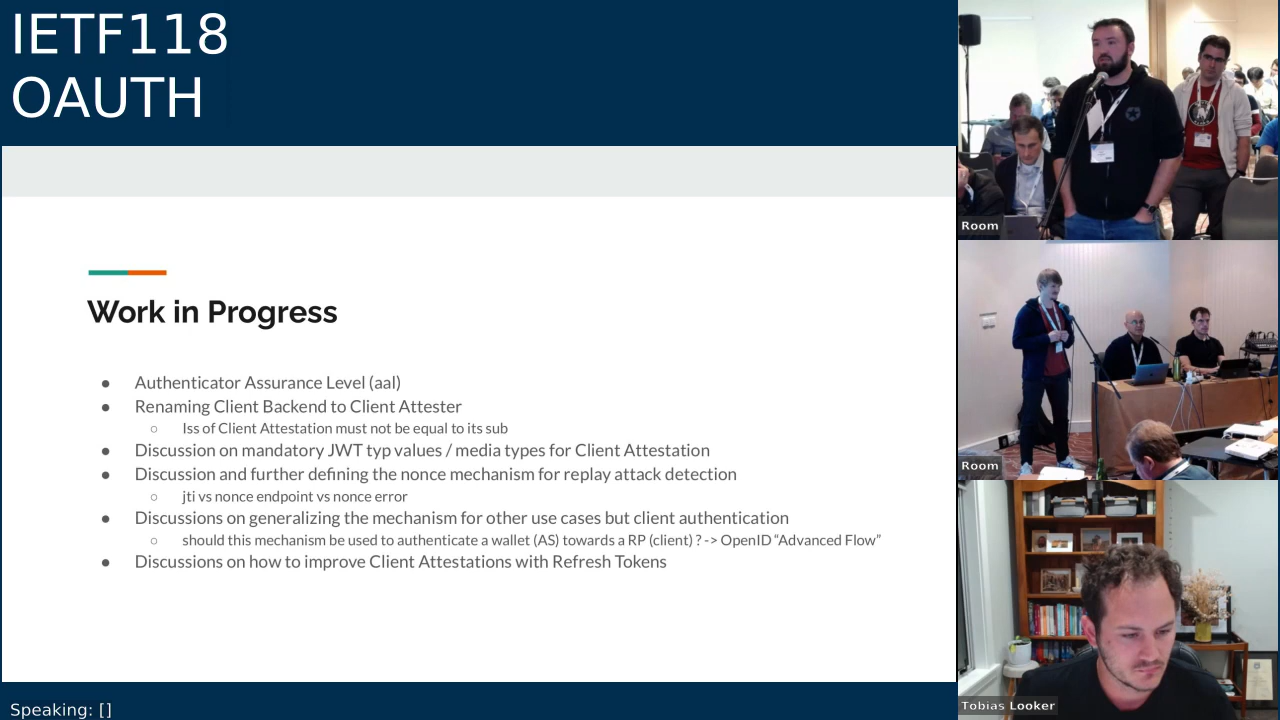 IETF118
OAUTH
Work in Progress
● Authenticator Assurance Level (aal)
● Renaming Client Backend to Client Attester
○ Iss of Client Attestation must not be equal to its sub
● Discussion on mandatory JWT typ values / media types for Client Attestation
● Discussion and further defining the nonce mechanism for replay attack detection
○ jti vs nonce endpoint vs nonce error
● Discussions on generalizing the mechanism for other use cases but client authentication
○ should this mechanism be used to authenticate a wallet (AS) towards a RP (client) ? -> OpenID “Advanced Flow”
● Discussions on how to improve Client Attestations with Refresh Tokens
Speaking: []
Room
Room
Tobias Looker